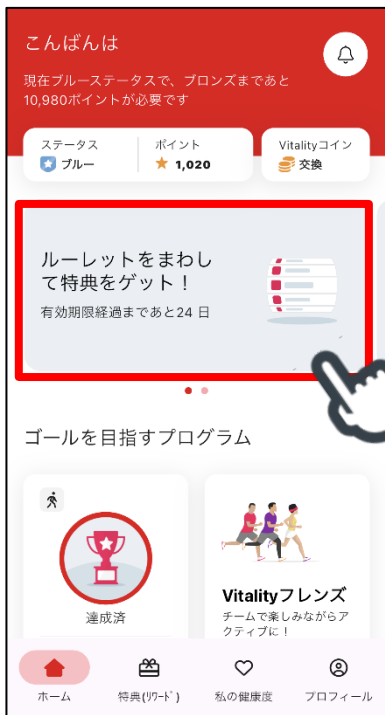 こんばんは
現在ブルーステータスで、ブロンズまであと
10,980ポイントが必要です
ステータス
ブルー
ポイント
1,020
Vitalityコイン
交換
ルーレットをまわし
て特典をゲット！
有効期限経過まであと24 日
ゴールを目指すプログラム
達成済
Vitalityフレンズ
チームで楽しみながらア
クティブに！
ホーム
特典(ﾘﾜｰﾄﾞ)
私の健康度
プロフィール